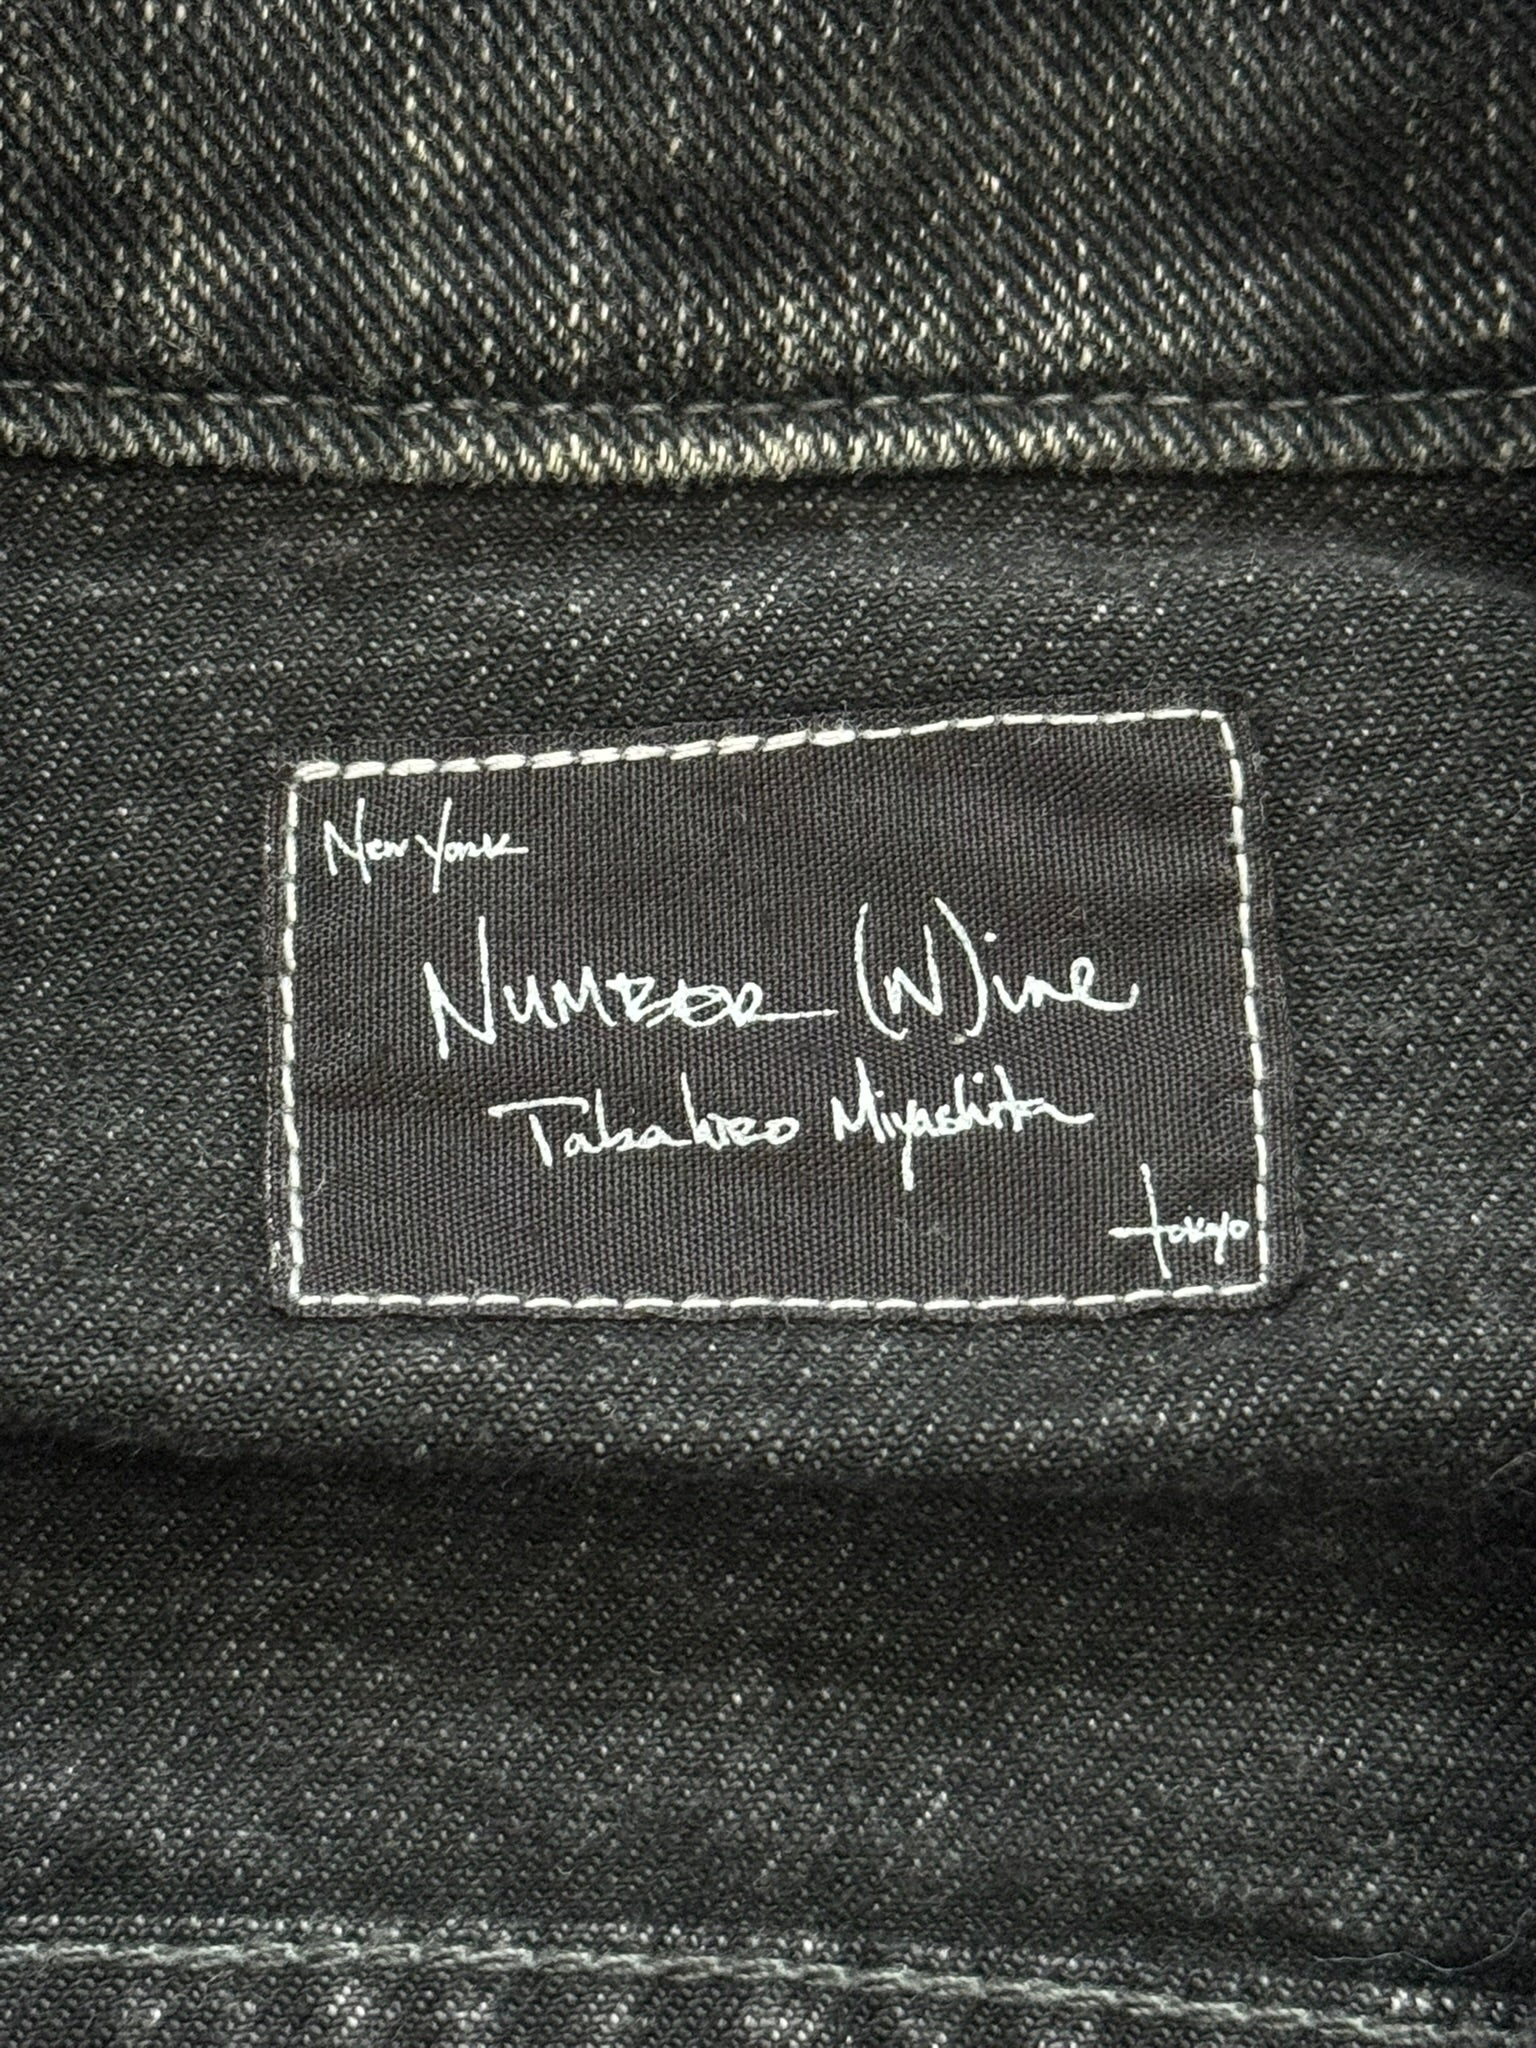 New York
Number (N)ine
Takahiro Miyashita
tokyo